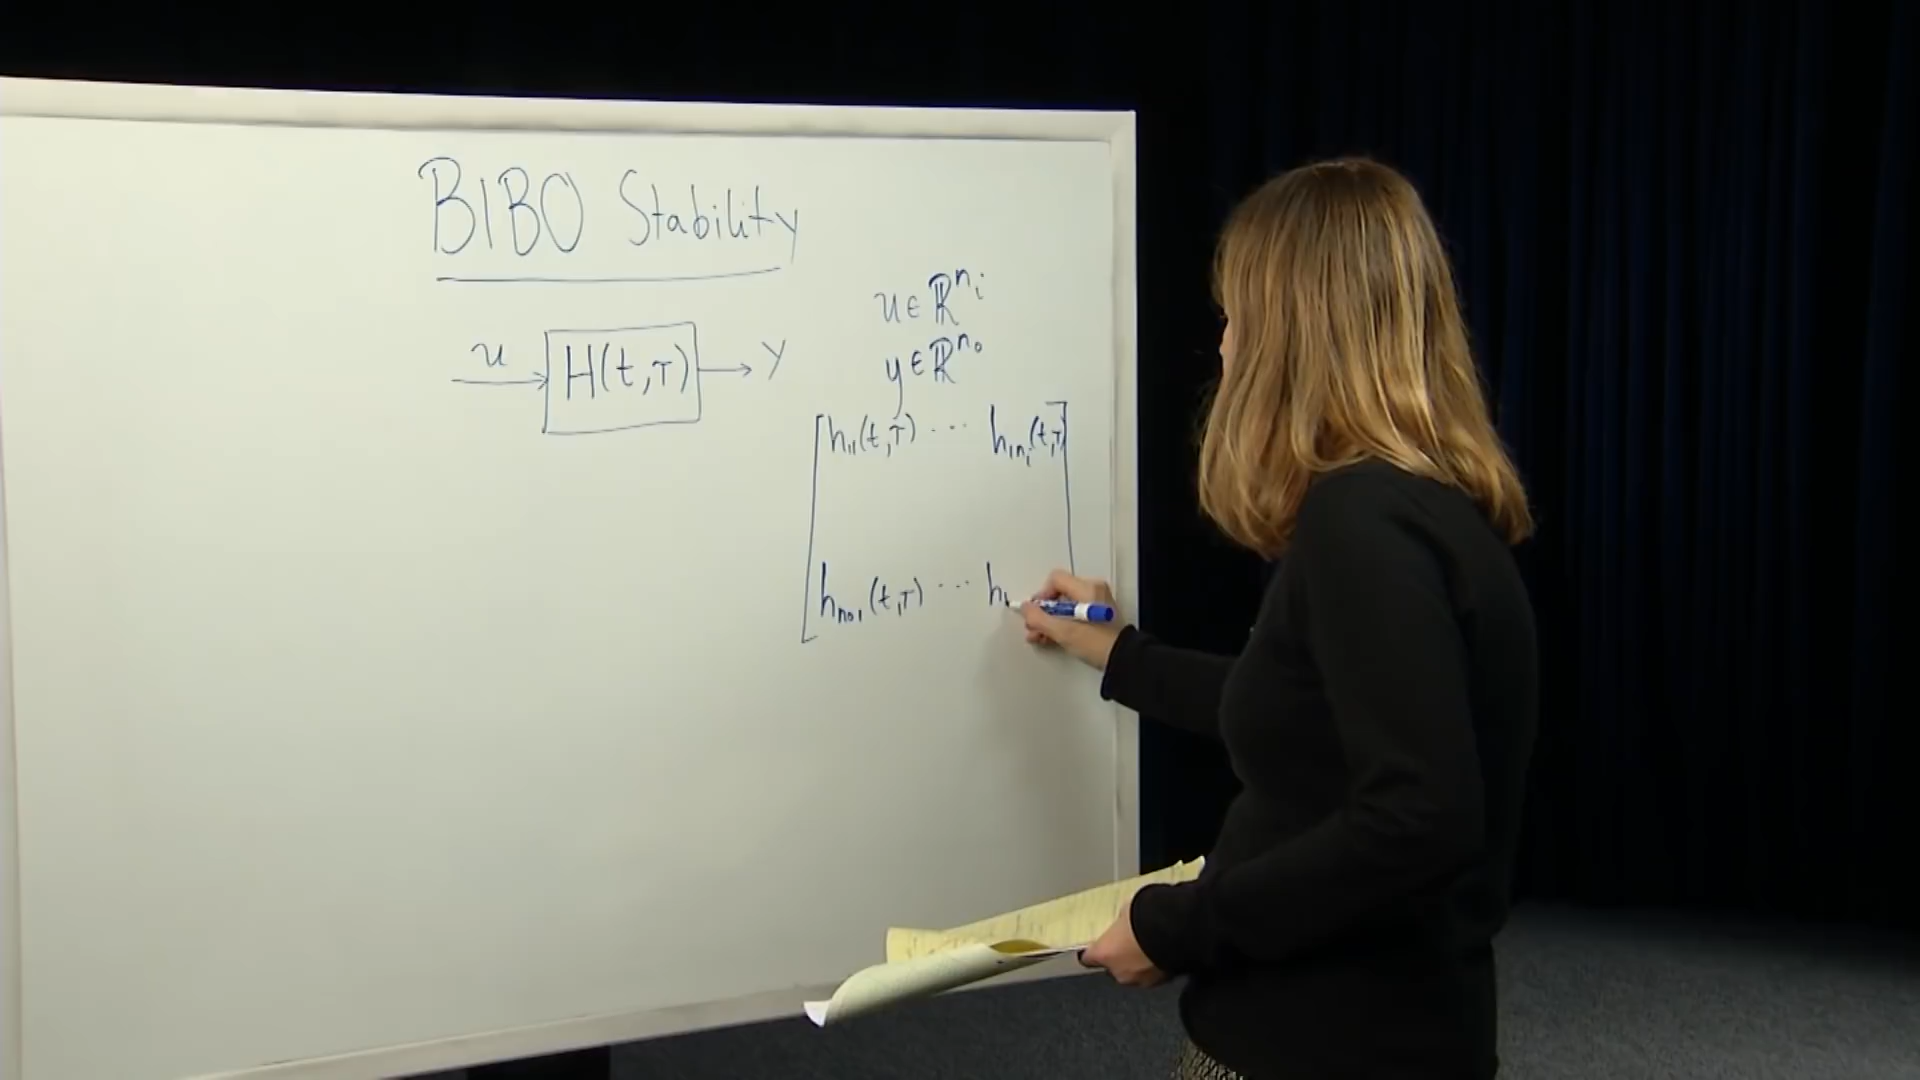 BIBO Stability
u ∈ ℝ^{n_i}
u → H(t,τ) → y
y ∈ ℝ^{n_o}
h_{11}(t,τ) ··· h_{1n_i}(t,τ)
h_{n_o1}(t,τ) ··· h